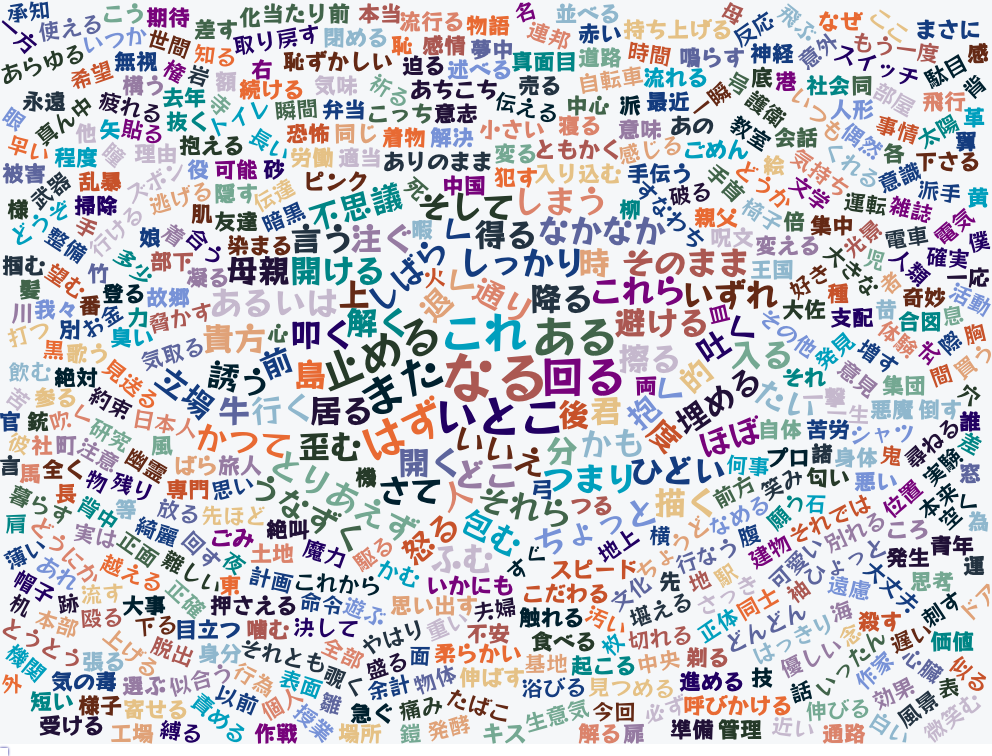 承知
一方
使える
こう
期待
差す
化
当たり前
本当
流行る
物語
名
並べる
母
反応
飛ぶ
なぜ
ここ
まさに
あらゆる
いつか
世間
知る
取り戻す
閉める
恥
感情
夢中
連邦
赤い
持ち上げる
意外
スイッチ
もう一度
駄目
感
希望
無視
権
岩
右
恥ずかしい
迫る
述べる
真面目
道路
時間
鳴らす
神経
背
横う
額
続ける
気味
祈る
あちこち
売る
自転車
流れる
一瞬
号
底
港
社会
同
部屋
飛行
永遠
真ん中
疲れる
去年
寺
トイレ
瞬間
弁当
こっち
意志
伝える
中心
派
最近
護衛
いつも
人形
偶然
事情
太陽
革
眼
他
矢
貼る
抜く
長い
恐怖
同じ
着物
解決
小さい
寝る
意味
あの
教室
会話
各
翼
早い
程度
瞳
理由
抱える
労働
適当
ありのまま
変る
ともかく
感じる
ごめん
絵
気持ち
くれる
下さる
被害
武器
乱暴
スボン
役
可能
砂
ピンク
死
中国
犯す
入り込む
手伝う
手首
どうか
文学
意識
派手
黄
様
どうぞ
掃除
手
行ける
逃げる
隠す
伝達
暗黒
不思議
そして
しまう
柳
すなわち
破る
椅子
倍
集中
運転
雑誌
電気
整備
娘
着
肌
友達
合う
染まる
言う
注ぐ
暇
しばらく
得る
なかなか
親父
呪文
変える
大
光景
電車
僕
掴む
望む
竹
多少
部下
凝る
母親
開ける
火
しっかり
時
そのまま
王国
好き
大きな
児
人類
確実
一応
髪
川
我々
番
登る
故郷
脅かす
あるいは
上
退く
通り
降る
これら
いずれ
大佐
種
者
奇妙
活動
打つ
別
お金
力
臭い
貴方
心
叩く
解く
止める
これ
ある
避ける
目
吐く
その他
支配
昔
合図
息
黒
歌う
見送る
気取る
誘う
前
島
また
なる
回る
擦る
両
入る
発見
増す
体験
試
際
胸
飲む
絶対
立場
牛
行く
居る
はず
いとこ
後
君
抱く
的
埋める
たい
それ
意見
集団
間
買う
皆
参る
約束
日本人
かつて
歪む
いいえ
分
かも
度
ほぼ
自体
一撃
一生
悪魔
倒す
介
官
銃
吹く
研究
風
開く
どこ
つまり
ひどい
苦労
シャツ
尋ねる
誰
彼
社
町
注意
幽霊
ばら
旅人
とりあえず
機
さて
人
それら
弓
何事
プロ
諸
身体
鬼
差
言
馬
全く
物
残り
専門
思い
うなずく
つる
描く
前方
笑み
匂い
悪い
実験
窓
暮らす
長
背中
等
放る
先ほど
絶叫
怒る
包む
ちょっと
横
なめる
願う
石
位置
本来
空く
為
肩
どうにか
実は
正面
綺麗
回す
ごみ
魔力
駆る
ふむ
すぐ
地上
ちょうど
行なう
腹
建物
それでは
別れる
ころ
青年
薄い
あれ
越える
難しい
夜
土地
かむ
スピード
先
地
駅
可愛い
ひょっと
発生
運
帽子
跡
流す
正確
東
計画
これから
いかにも
こだわる
文化
さっき
袖
遠慮
大丈夫
思考
ドア
机
本部
殴る
大事
押さえる
命令
遊ぶ
思い出す
夫婦
触れる
汚い
堪える
正体
同士
どんどん
海
殺す
刺す
とうとう
上げる
下る
目立つ
噛む
決して
やはり
重い
不安
食べる
枚
切れる
はっきり
念
遅い
価値
機関
張る
脱出
身分
それとも
全部
盛る
面
柔らかい
基地
起こる
中央
剃る
優しい
いったん
作家
心臓
似る
外
気の毒
選ぶ
似合う
行為
表面
覗く
余計
物体
伸ばす
浴びる
見つめる
進める
技
話
効果
風景
表
短い
様子
寄せる
以前
責める
個人
授業
急ぐ
痛み
たばこ
生意気
今回
必ず
呼びかける
伸びる
白い
微笑む
受ける
工場
縛る
作戦
場所
鎧
発酵
キス
解る
扉
準備
管理
近い
通路